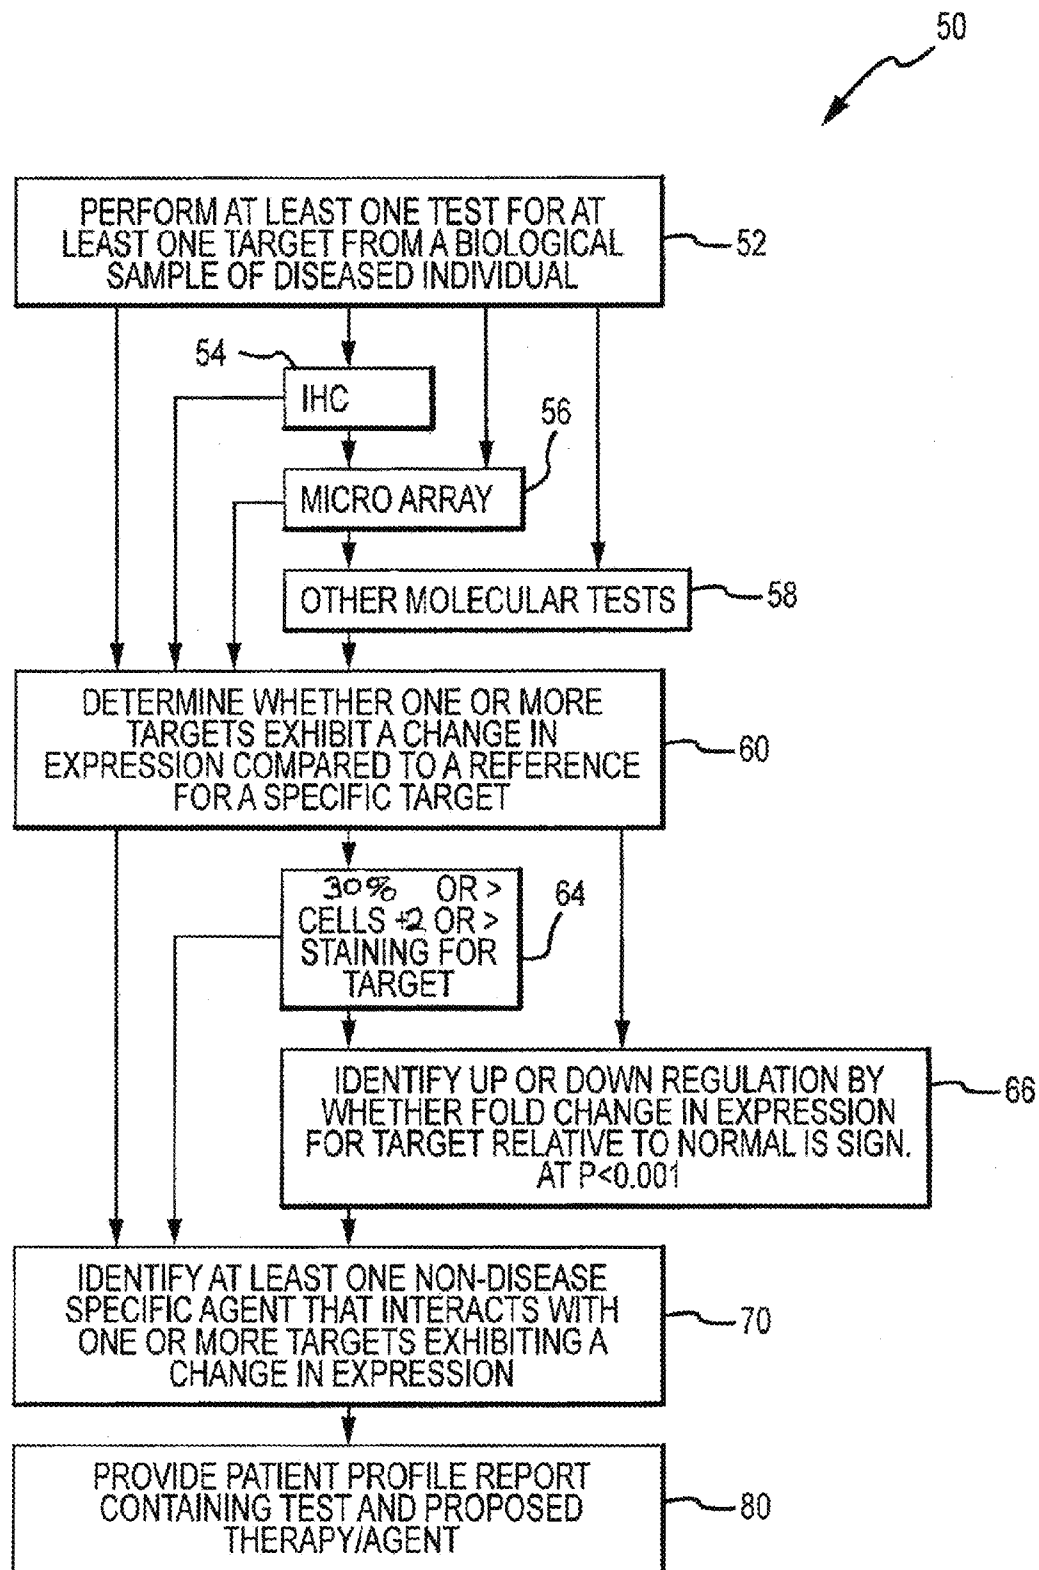 50
PERFORM AT LEAST ONE TEST FOR AT
LEAST ONE TARGET FROM A BIOLOGICAL
SAMPLE OF DISEASED INDIVIDUAL
52
54
IHC
56
MICRO ARRAY
OTHER MOLECULAR TESTS
58
DETERMINE WHETHER ONE OR MORE
TARGETS EXHIBIT A CHANGE IN
EXPRESSION COMPARED TO A REFERENCE
FOR A SPECIFIC TARGET
60
30% OR >
CELLS +2 OR >
STAINING FOR
TARGET
64
IDENTIFY UP OR DOWN REGULATION BY
WHETHER FOLD CHANGE IN EXPRESSION
FOR TARGET RELATIVE TO NORMAL IS SIGN.
AT P<0.001
66
IDENTIFY AT LEAST ONE NON-DISEASE
SPECIFIC AGENT THAT INTERACTS WITH
ONE OR MORE TARGETS EXHIBITING A
CHANGE IN EXPRESSION
70
PROVIDE PATIENT PROFILE REPORT
CONTAINING TEST AND PROPOSED
THERAPY/AGENT
80